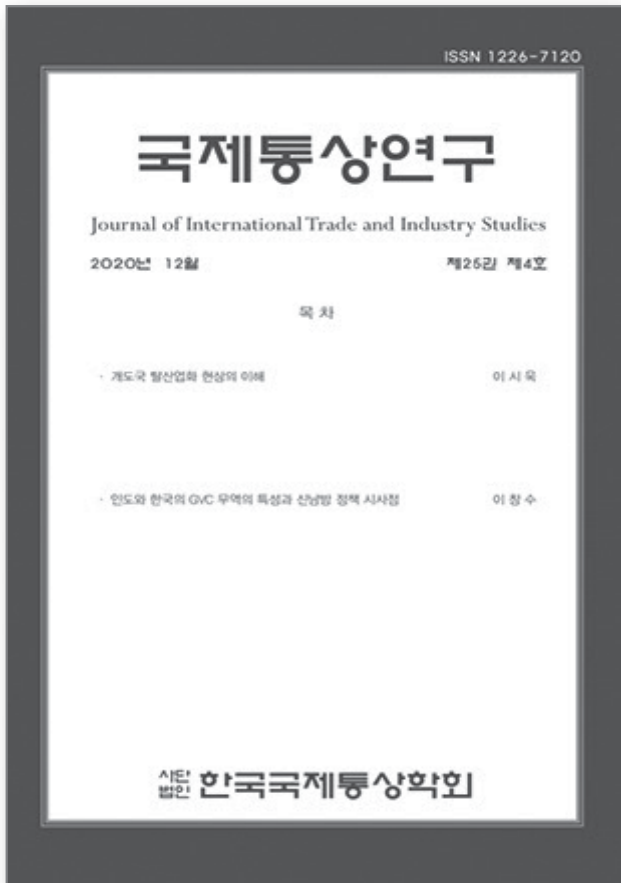 ISSN 1226-7120
국제통상연구
Journal of International Trade and Industry Studies
2020년 12월 제25권 제4호
목 차
· 개도국 탈산업화 현상의 이해 이 시 욱
· 인도와 한국의 GVC 무역의 특성과 신남방 정책 시사점 이 창 수
사단
법인 한국국제통상학회